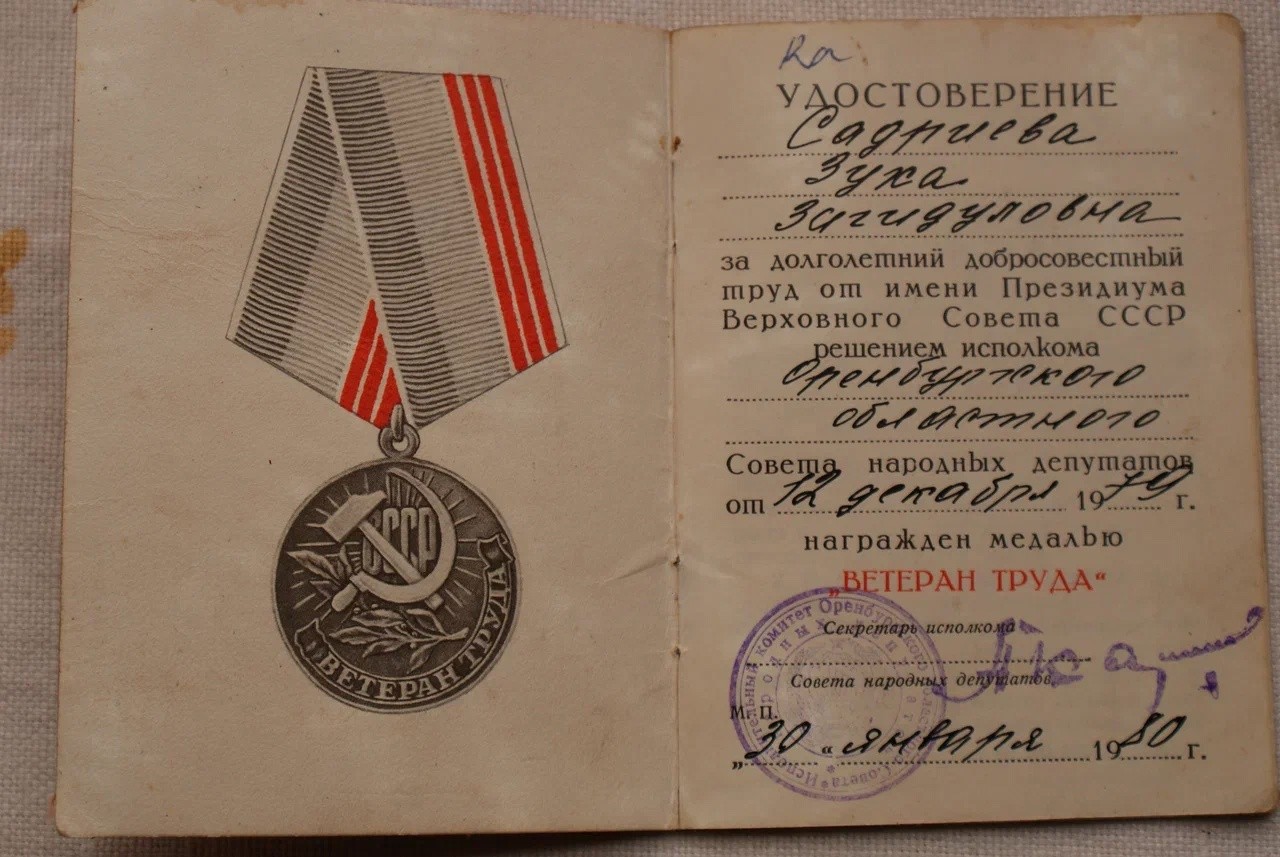 СССР
ВЕТЕРАН ТРУДА
УДОСТОВЕРЕНИЕ
Садриева
Зуха
Загидуловна
за долголетний добросовестный
труд от имени Президиума
Верховного Совета СССР
решением исполкома
Оренбургского
областного
Совета народных депутатов
от 12 декабря 1979 г.
награжден медалью
„ВЕТЕРАН ТРУДА“
Секретарь исполкома
Совета народных депутатов
М. П.
„30“ января 1980 г.